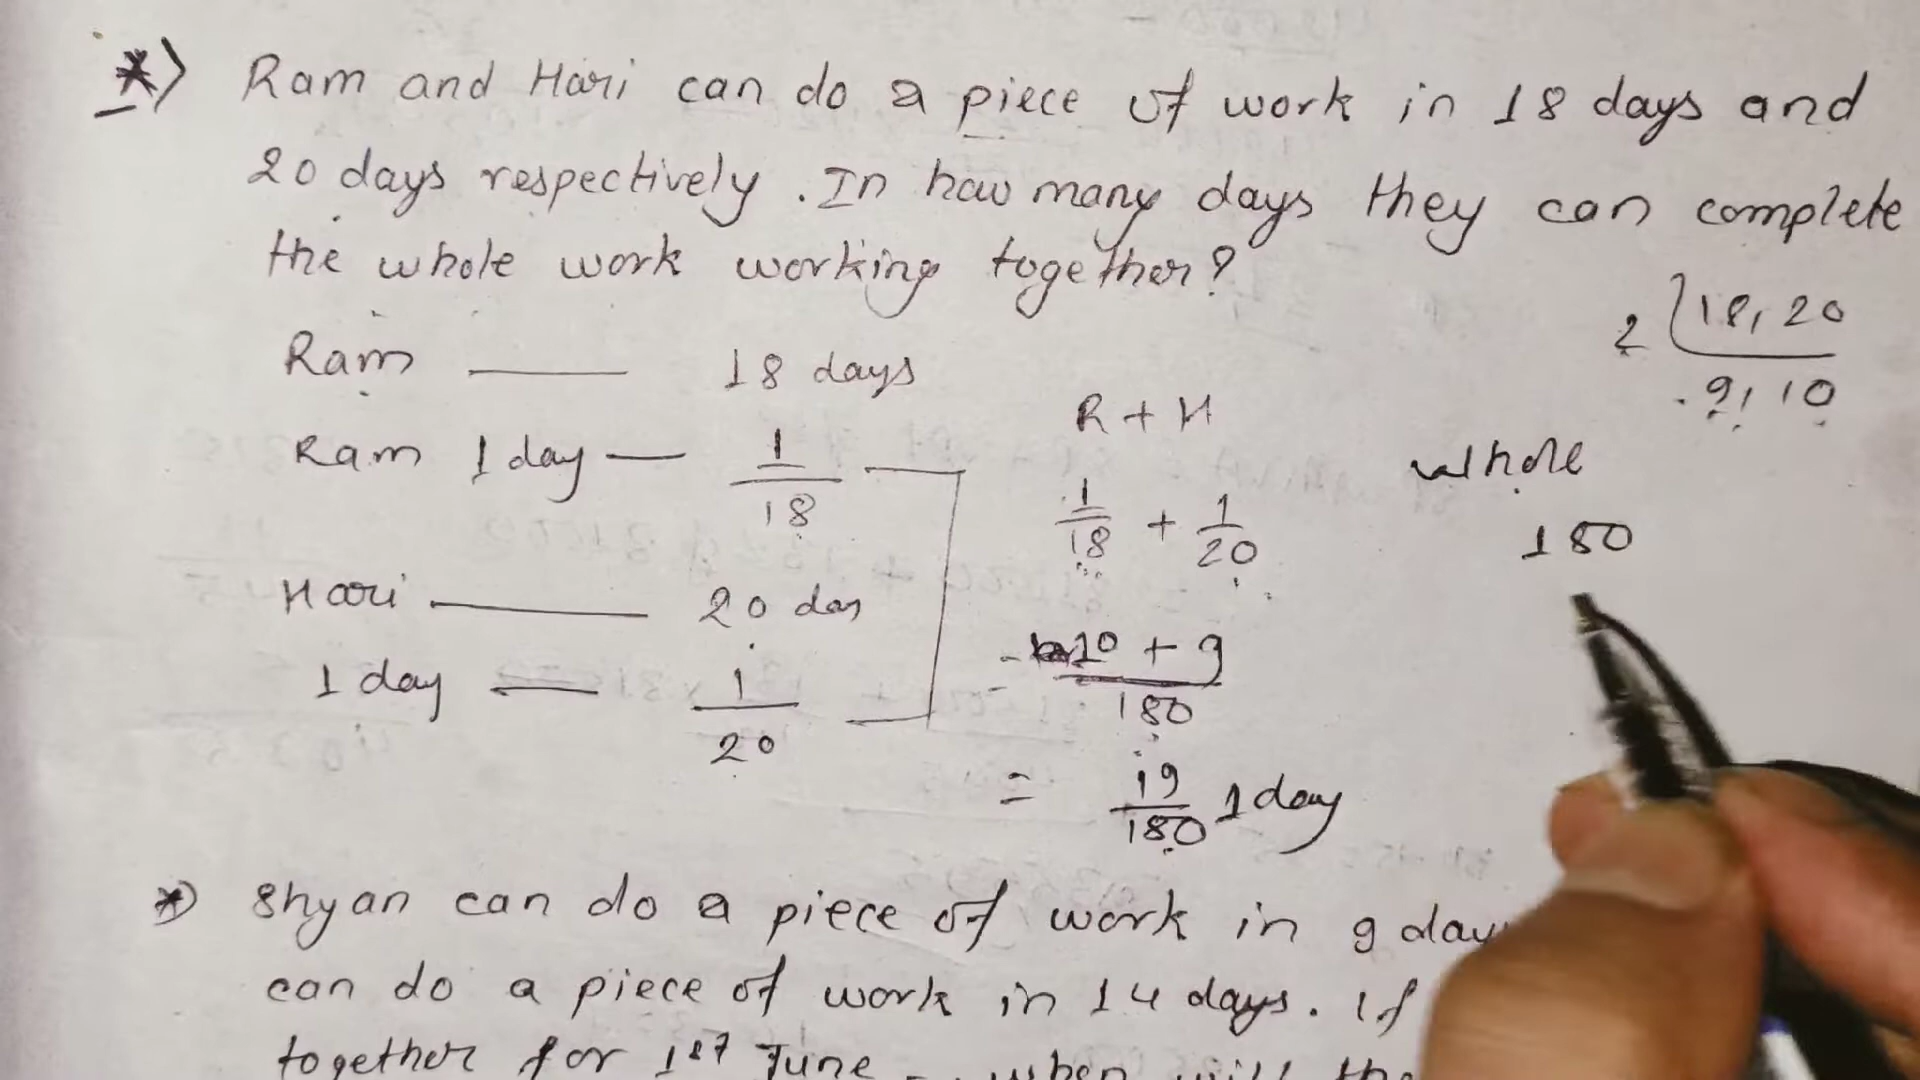 *) Ram and Hari can do a piece of work in 18 days and
20 days respectively. In how many days they can complete
the whole work working together?
2 | 18, 20
9, 10
Ram — 18 days
Ram 1 day — 1/18
Hari — 20 day
1 day — 1/20
R + H
1/18 + 1/20
10 + 9 / 180
= 19/180 1 day
whole
180
*) Shyan can do a piece of work in 9 day
can do a piece of work in 14 days. If
together for 1st June when will the